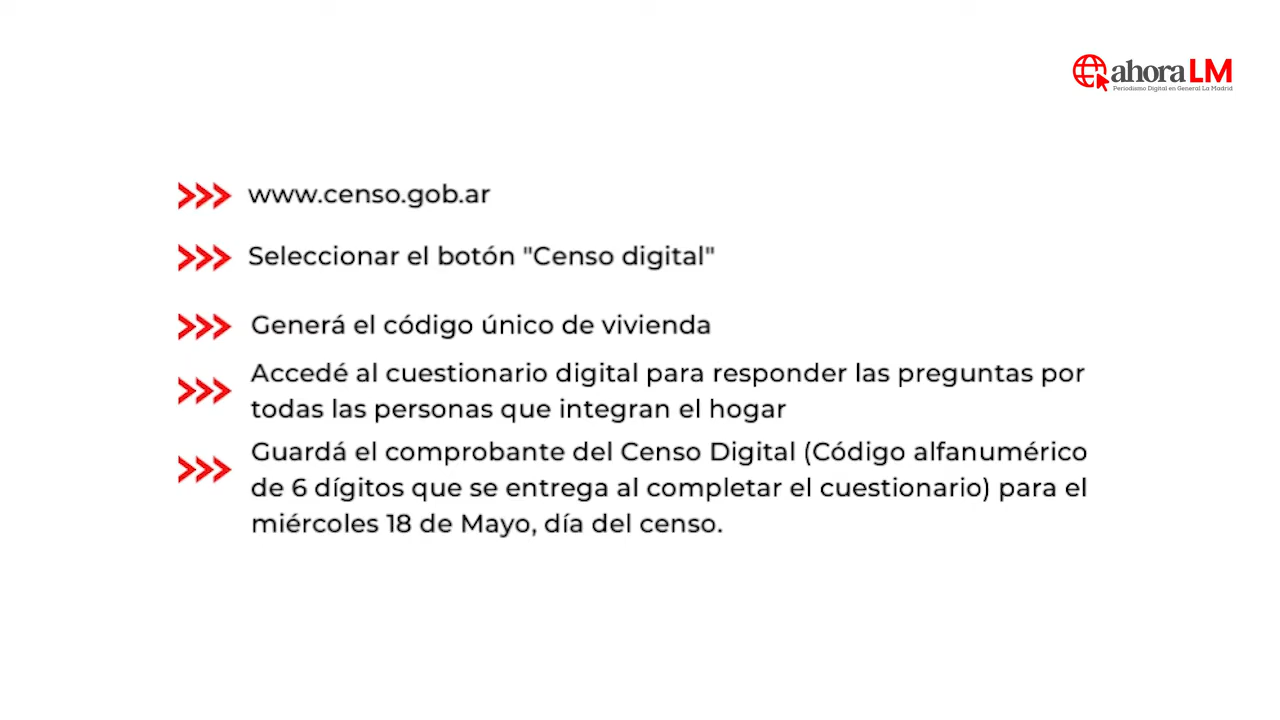 ahora LM
Periodismo Digital en General La Madrid
www.censo.gob.ar
Seleccionar el botón "Censo digital"
Generá el código único de vivienda
Accedé al cuestionario digital para responder las preguntas por
todas las personas que integran el hogar
Guardá el comprobante del Censo Digital (Código alfanumérico
de 6 dígitos que se entrega al completar el cuestionario) para el
miércoles 18 de Mayo, día del censo.